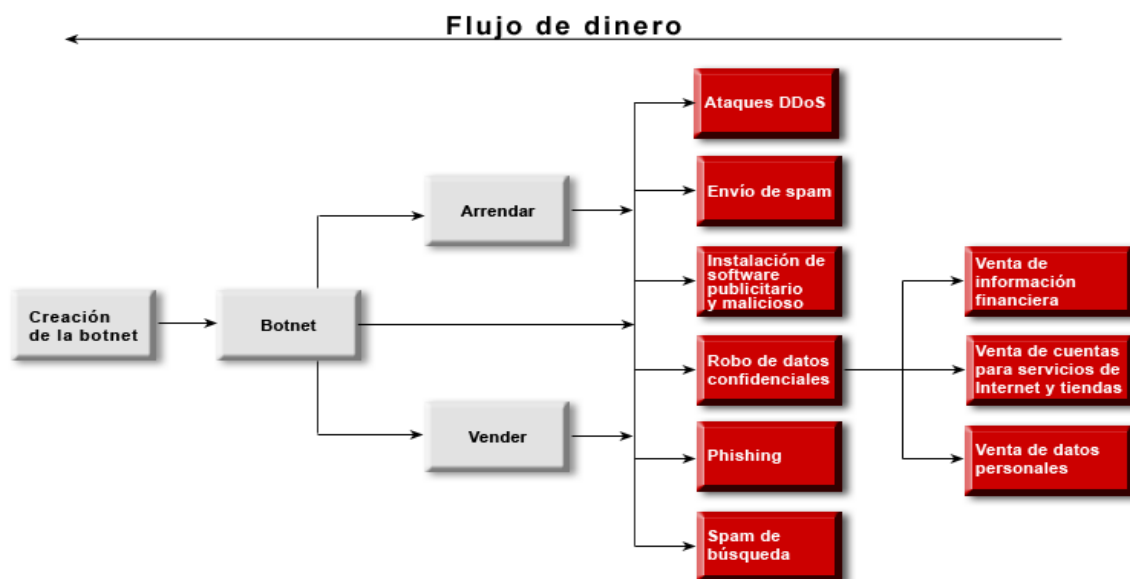 Flujo de dinero
Creación
de la botnet
Botnet
Arrendar
Vender
Ataques DDoS
Envío de spam
Instalación de
software
publicitario
y malicioso
Robo de datos
confidenciales
Phishing
Spam de
búsqueda
Venta de
información
financiera
Venta de cuentas
para servicios de
Internet y tiendas
Venta de datos
personales